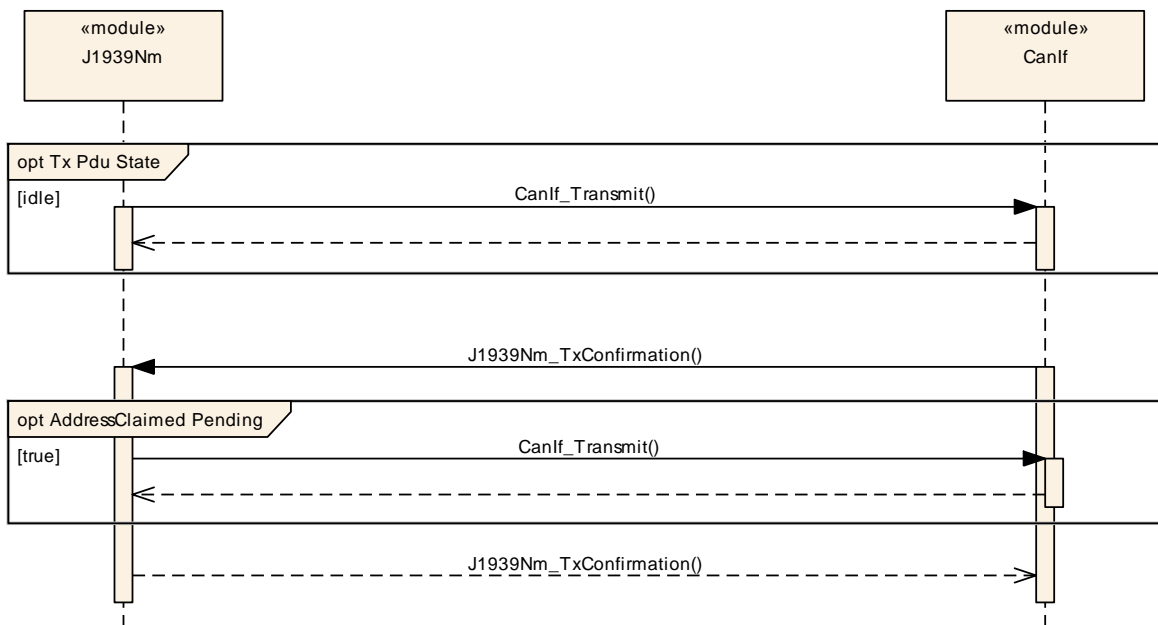 «module»
J1939Nm
«module»
CanIf
opt Tx Pdu State
[idle]
CanIf_Transmit()
J1939Nm_TxConfirmation()
opt AddressClaimed Pending
[true]
CanIf_Transmit()
J1939Nm_TxConfirmation()